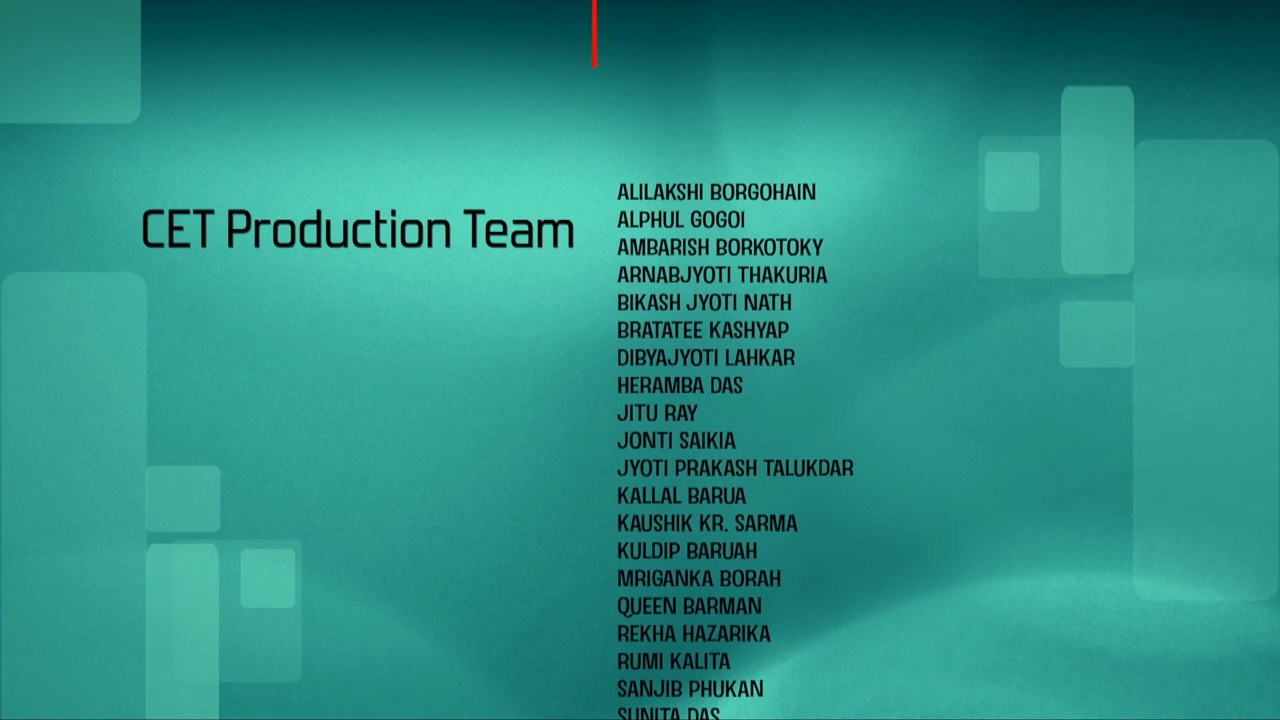 CET Production Team
ALILAKSHI BORGOHAIN
ALPHUL GOGOI
AMBARISH BORKOTOKY
ARNABJYOTI THAKURIA
BIKASH JYOTI NATH
BRATATEE KASHYAP
DIBYAJYOTI LAHKAR
HERAMBA DAS
JITU RAY
JONTI SAIKIA
JYOTI PRAKASH TALUKDAR
KALLAL BARUA
KAUSHIK KR. SARMA
KULDIP BARUAH
MRIGANKA BORAH
QUEEN BARMAN
REKHA HAZARIKA
RUMI KALITA
SANJIB PHUKAN
SUNITA DAS